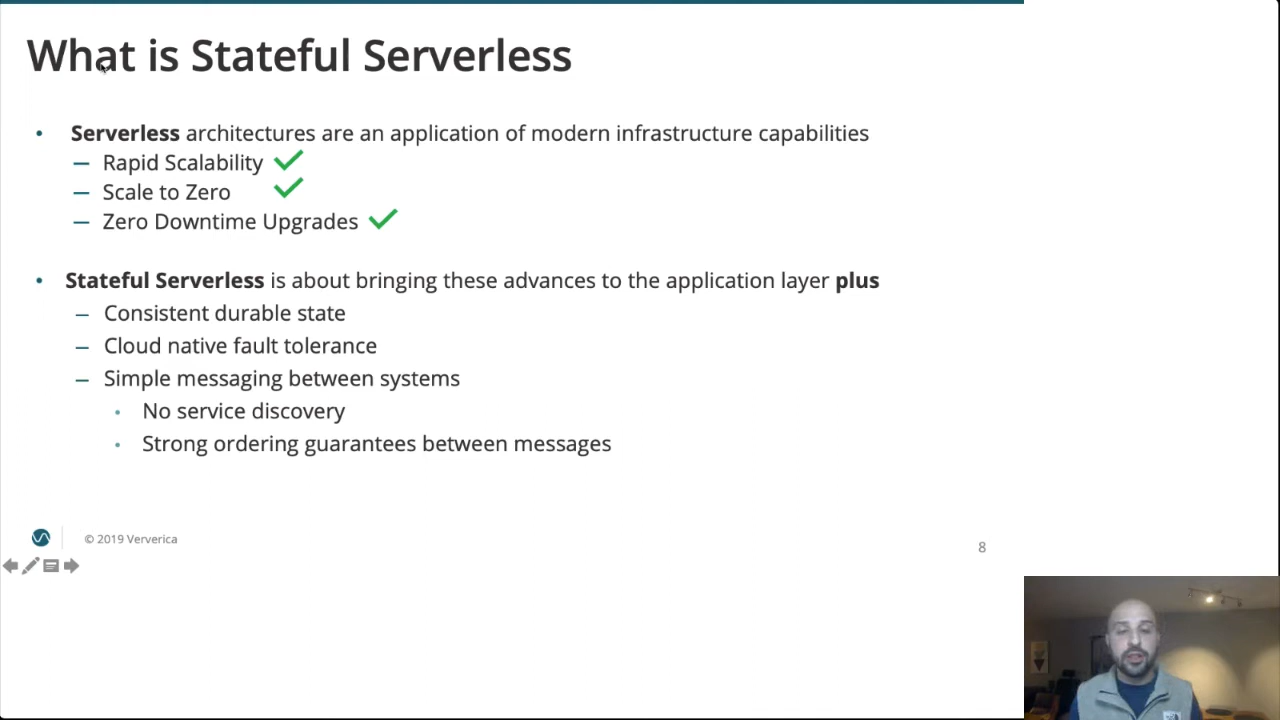 What is Stateful Serverless
• Serverless architectures are an application of modern infrastructure capabilities
– Rapid Scalability ✓
– Scale to Zero ✓
– Zero Downtime Upgrades ✓
• Stateful Serverless is about bringing these advances to the application layer plus
– Consistent durable state
– Cloud native fault tolerance
– Simple messaging between systems
• No service discovery
• Strong ordering guarantees between messages
© 2019 Ververica
8